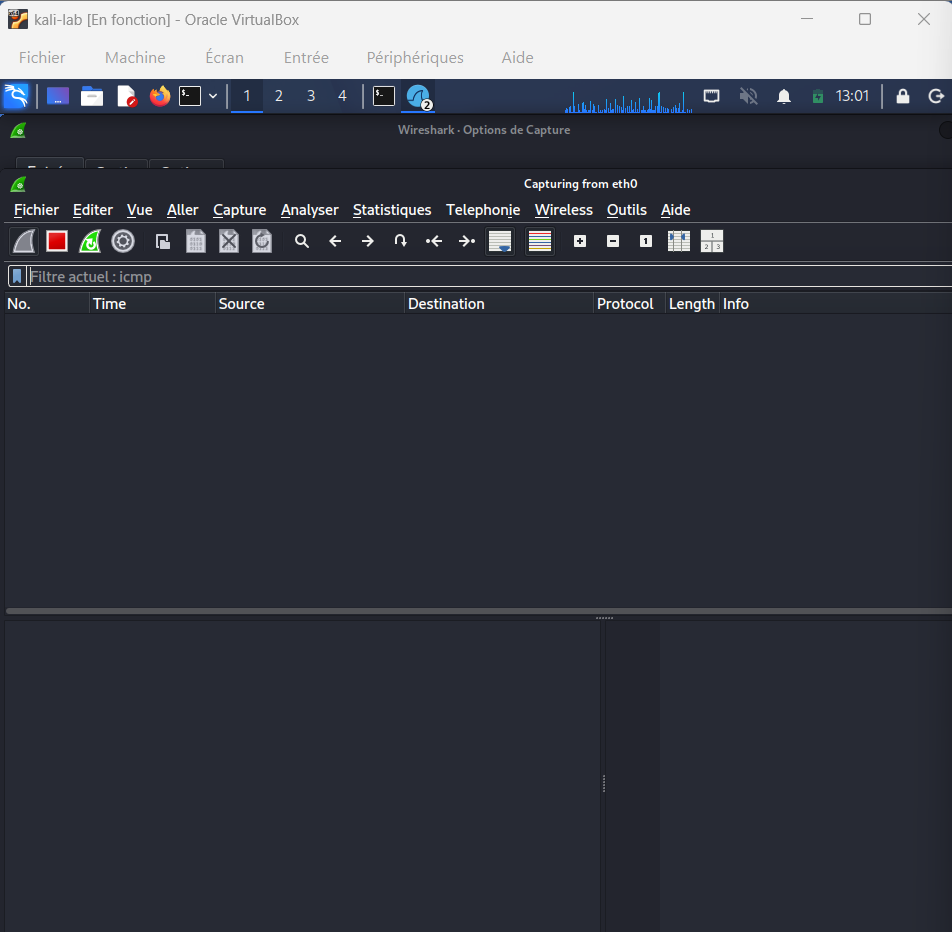 kali-lab [En fonction] - Oracle VirtualBox
Fichier Machine Écran Entrée Périphériques Aide
1 2 3 4 2 13:01
Wireshark · Options de Capture
Capturing from eth0
Fichier Editer Vue Aller Capture Analyser Statistiques Telephonie Wireless Outils Aide
Filtre actuel : icmp
No. Time Source Destination Protocol Length Info